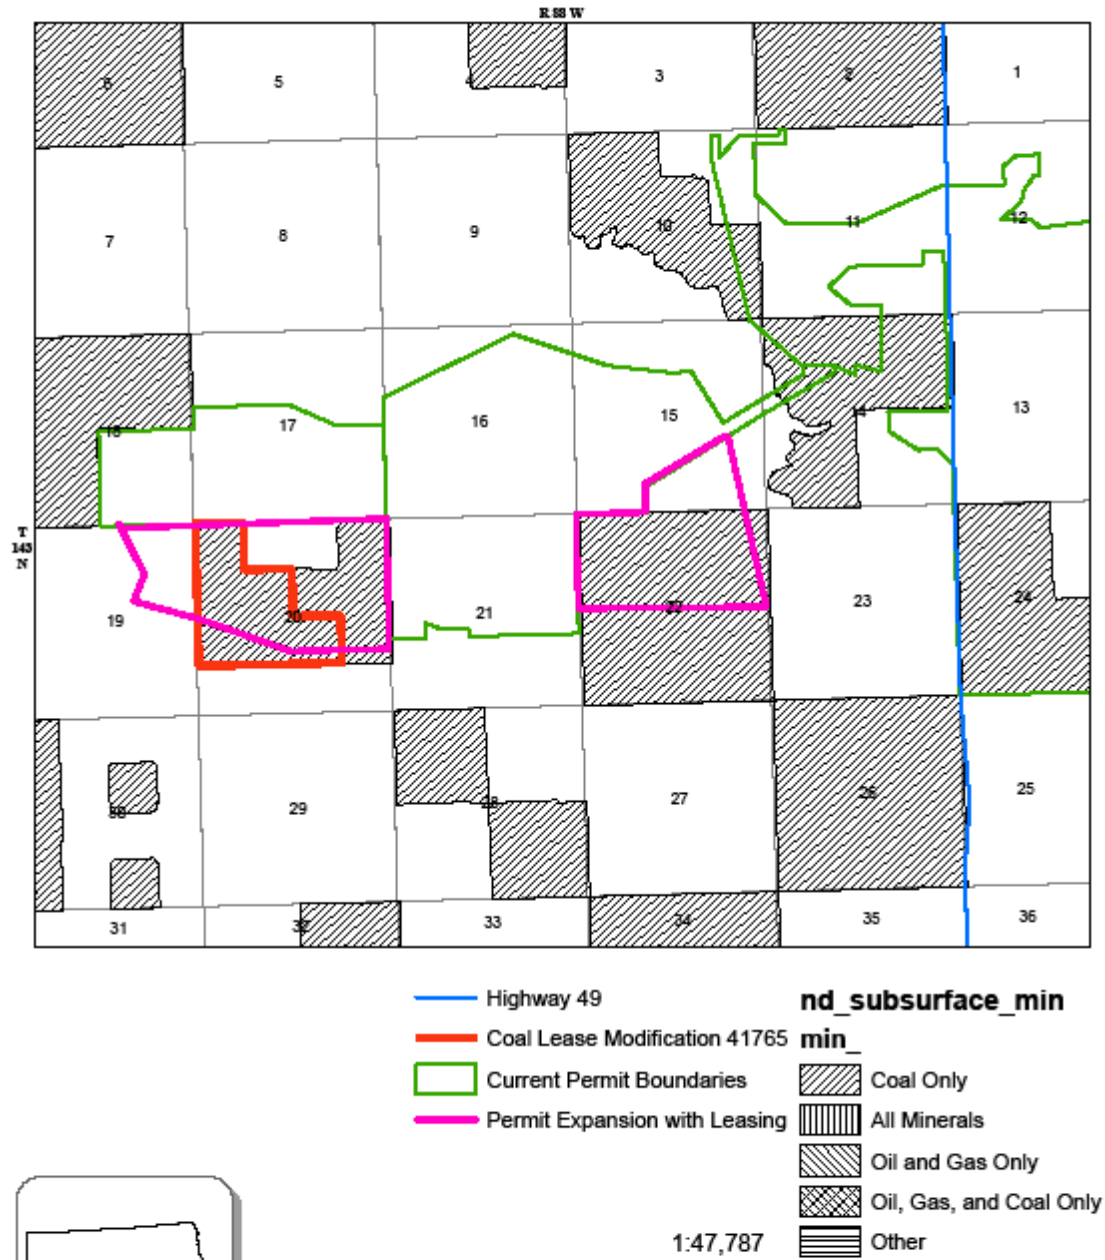 R 88 W
6 5 4 3 2 1
7 8 9 10 11 12
18 17 16 15 14 13
T
143
N
19 20 21 22 23 24
30 29 28 27 26 25
31 32 33 34 35 36
Highway 49
Coal Lease Modification 41765
Current Permit Boundaries
Permit Expansion with Leasing
nd_subsurface_min
min_
Coal Only
All Minerals
Oil and Gas Only
Oil, Gas, and Coal Only
Other
1:47,787